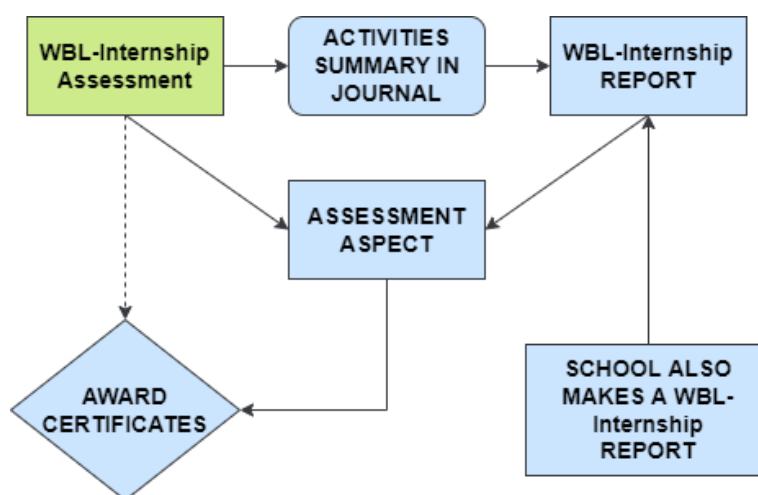 WBL-Internship
Assessment
ACTIVITIES
SUMMARY IN
JOURNAL
WBL-Internship
REPORT
ASSESSMENT
ASPECT
AWARD
CERTIFICATES
SCHOOL ALSO
MAKES A WBL-
Internship
REPORT